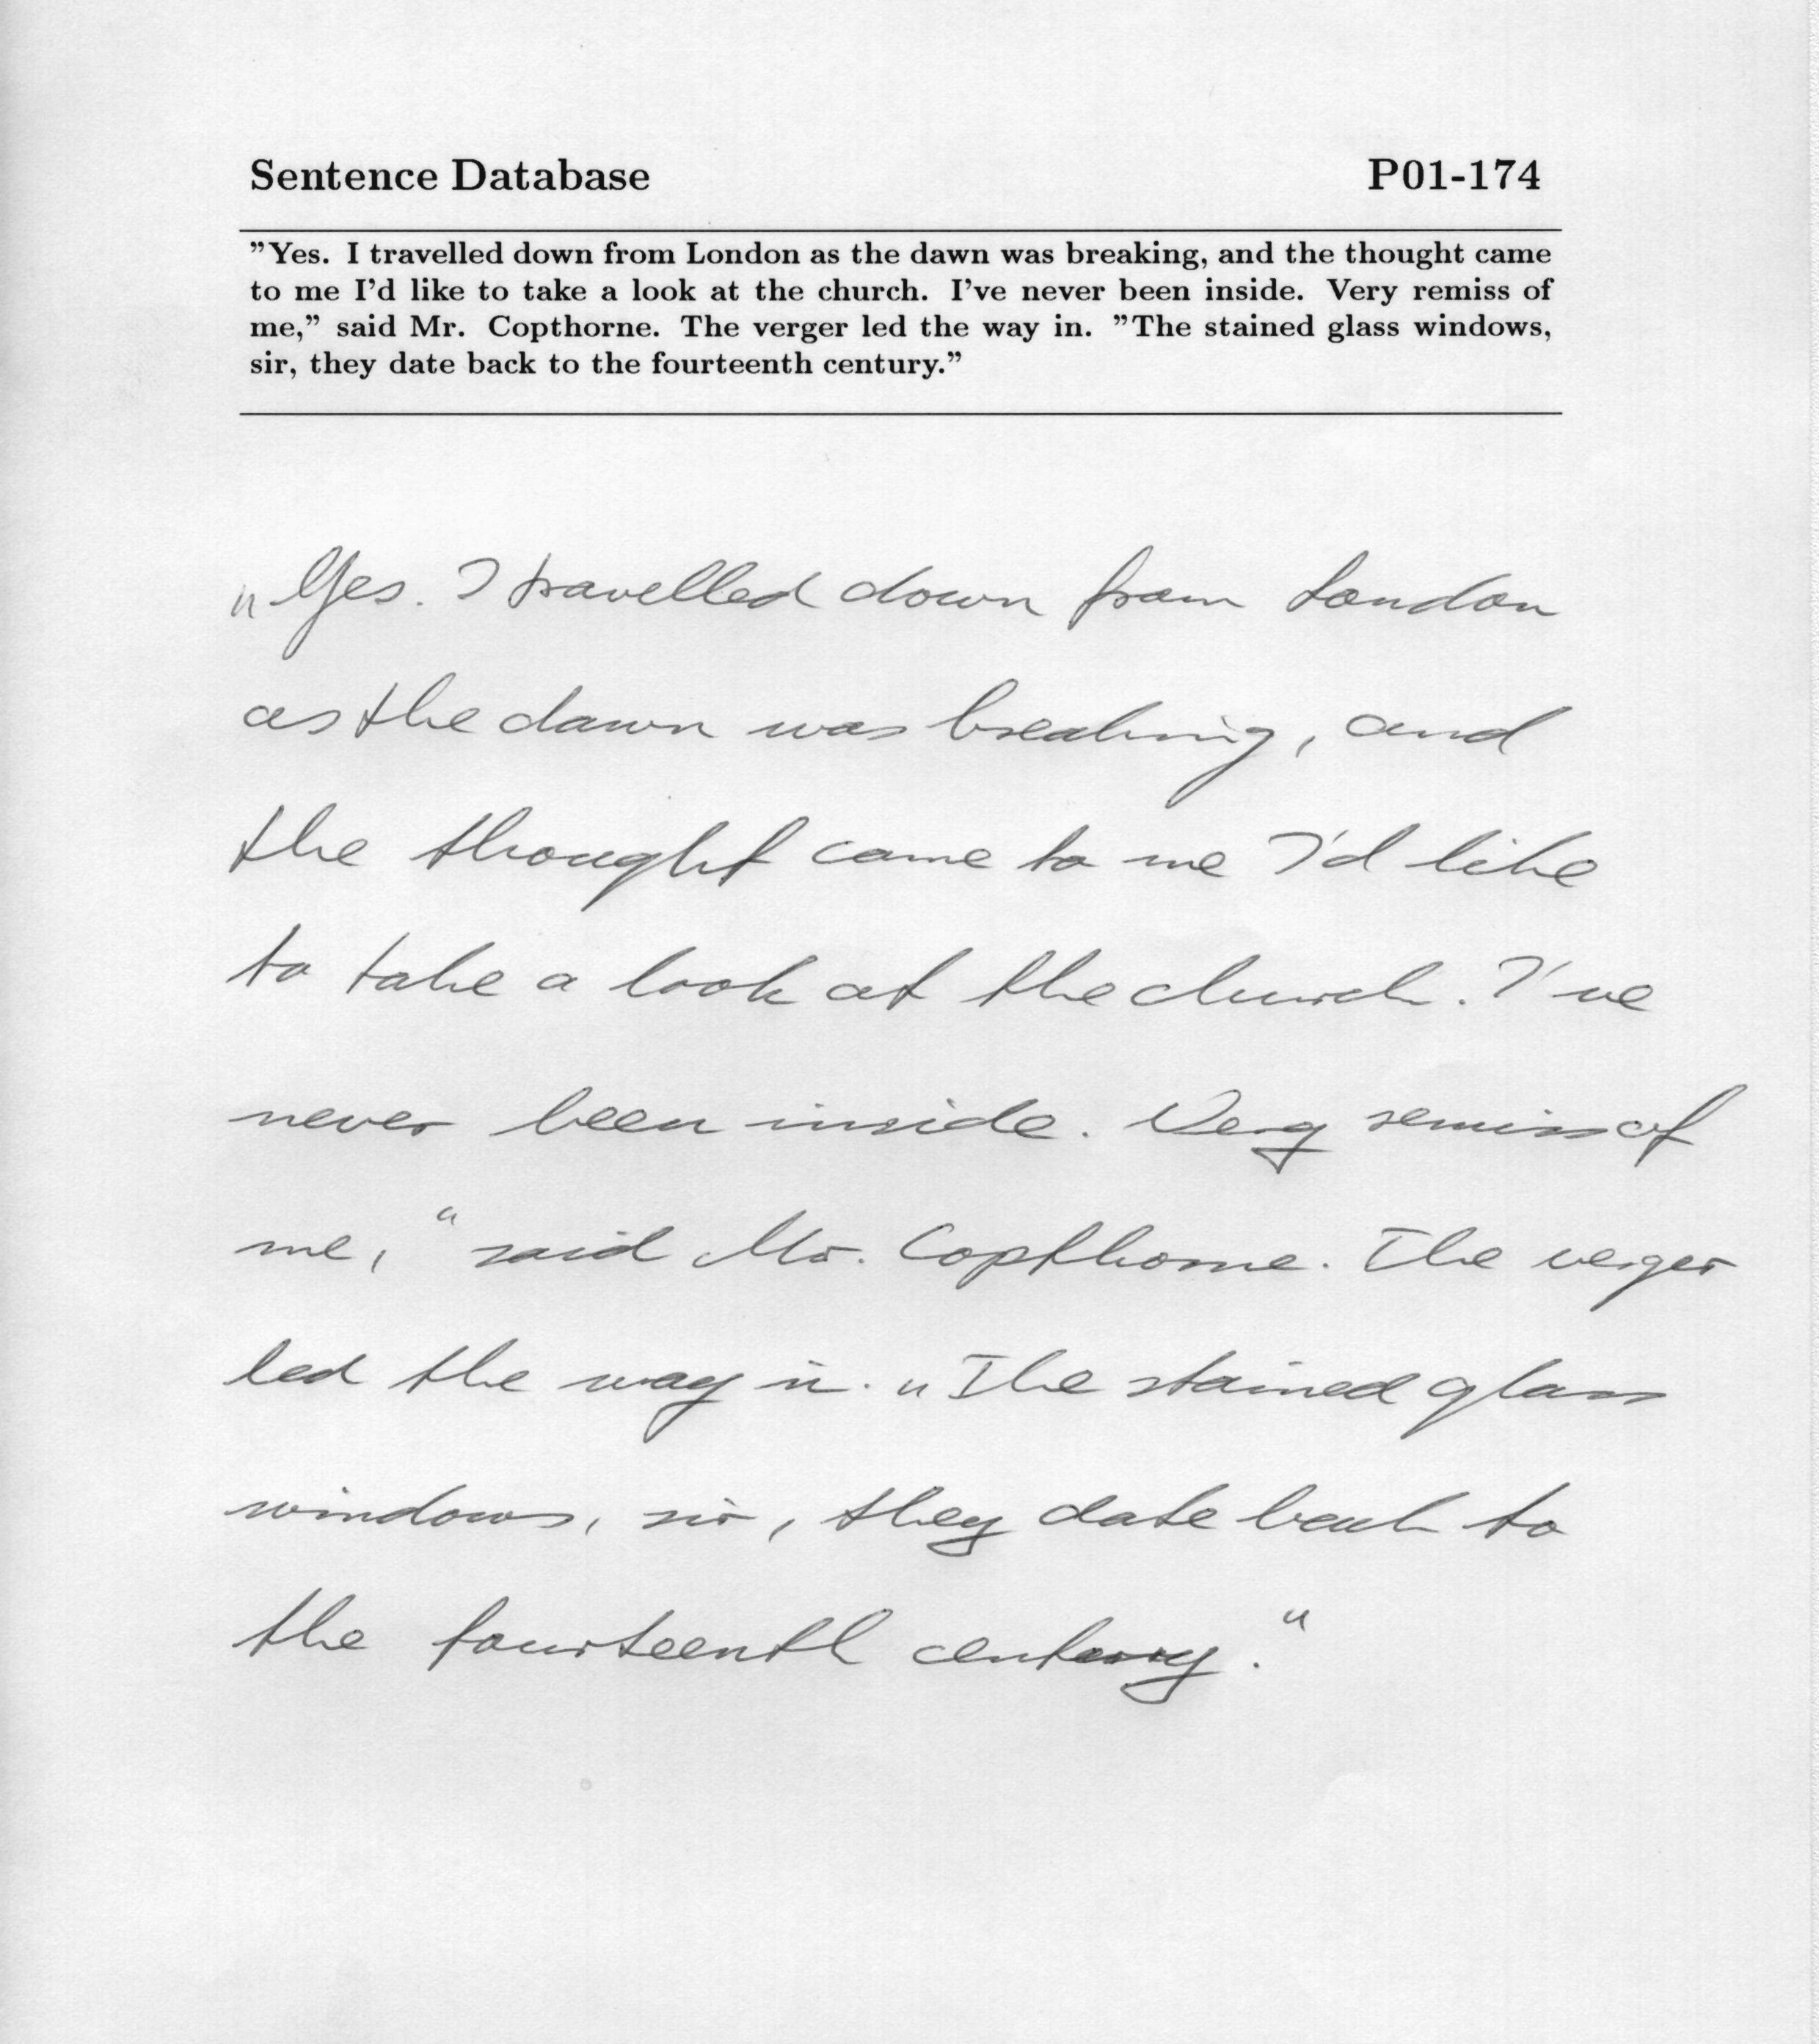 Sentence Database P01-174
”Yes. I travelled down from London as the dawn was breaking, and the thought came
to me I’d like to take a look at the church. I’ve never been inside. Very remiss of
me,” said Mr. Copthorne. The verger led the way in. ”The stained glass windows,
sir, they date back to the fourteenth century.”
„Yes. I travelled down from London
as the dawn was breaking, and
the thought came to me I'd like
to take a look at the church. I've
never been inside. Very remiss of
me,“ said Mr. Copthorne. The verger
led the way in. „The stained glass
windows, sir, they date back to
the fourteenth century.“